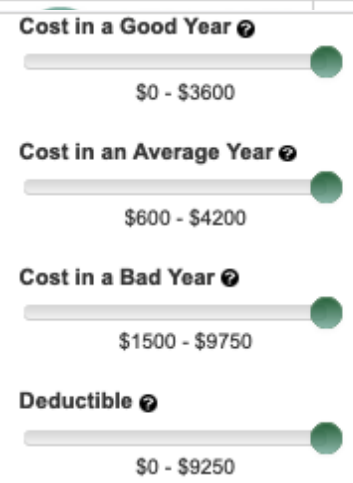 Cost in a Good Year ?
$0 - $3600
Cost in an Average Year ?
$600 - $4200
Cost in a Bad Year ?
$1500 - $9750
Deductible ?
$0 - $9250